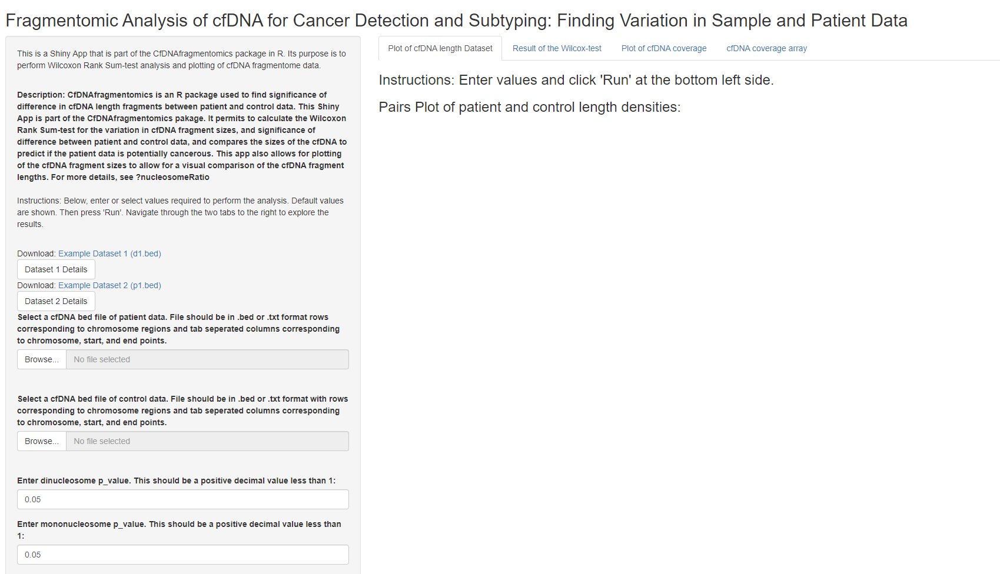 Fragmentomic Analysis of cfDNA for Cancer Detection and Subtyping: Finding Variation in Sample and Patient Data
This is a Shiny App that is part of the CfDNAfragmentomics package in R. Its purpose is to
perform Wilcoxon Rank Sum-test analysis and plotting of cfDNA fragmentome data.
Description: CfDNAfragmentomics is an R package used to find significance of
difference in cfDNA length fragments between patient and control data. This Shiny
App is part of the CfDNAfragmentomics pakage. It permits to calculate the Wilcoxon
Rank Sum-test for the variation in cfDNA fragment sizes, and significance of
difference between patient and control data, and compares the sizes of the cfDNA to
predict if the patient data is potentially cancerous. This app also allows for plotting
of the cfDNA fragment sizes to allow for a visual comparison of the cfDNA fragment
lengths. For more details, see ?nucleosomeRatio
Instructions: Below, enter or select values required to perform the analysis. Default values
are shown. Then press 'Run'. Navigate through the two tabs to the right to explore the
results.
Download: Example Dataset 1 (d1.bed)
Dataset 1 Details
Download: Example Dataset 2 (p1.bed)
Dataset 2 Details
Select a cfDNA bed file of patient data. File should be in .bed or .txt format rows
corresponding to chromosome regions and tab seperated columns corresponding
to chromosome, start, and end points.
Browse... No file selected
Select a cfDNA bed file of control data. File should be in .bed or .txt format with rows
corresponding to chromosome regions and tab seperated columns corresponding
to chromosome, start, and end points.
Browse... No file selected
Enter dinucleosome p_value. This should be a positive decimal value less than 1:
0.05
Enter mononucleosome p_value. This should be a positive decimal value less than
1:
0.05
Plot of cfDNA length Dataset Result of the Wilcox-test Plot of cfDNA coverage cfDNA coverage array
Instructions: Enter values and click 'Run' at the bottom left side.
Pairs Plot of patient and control length densities: